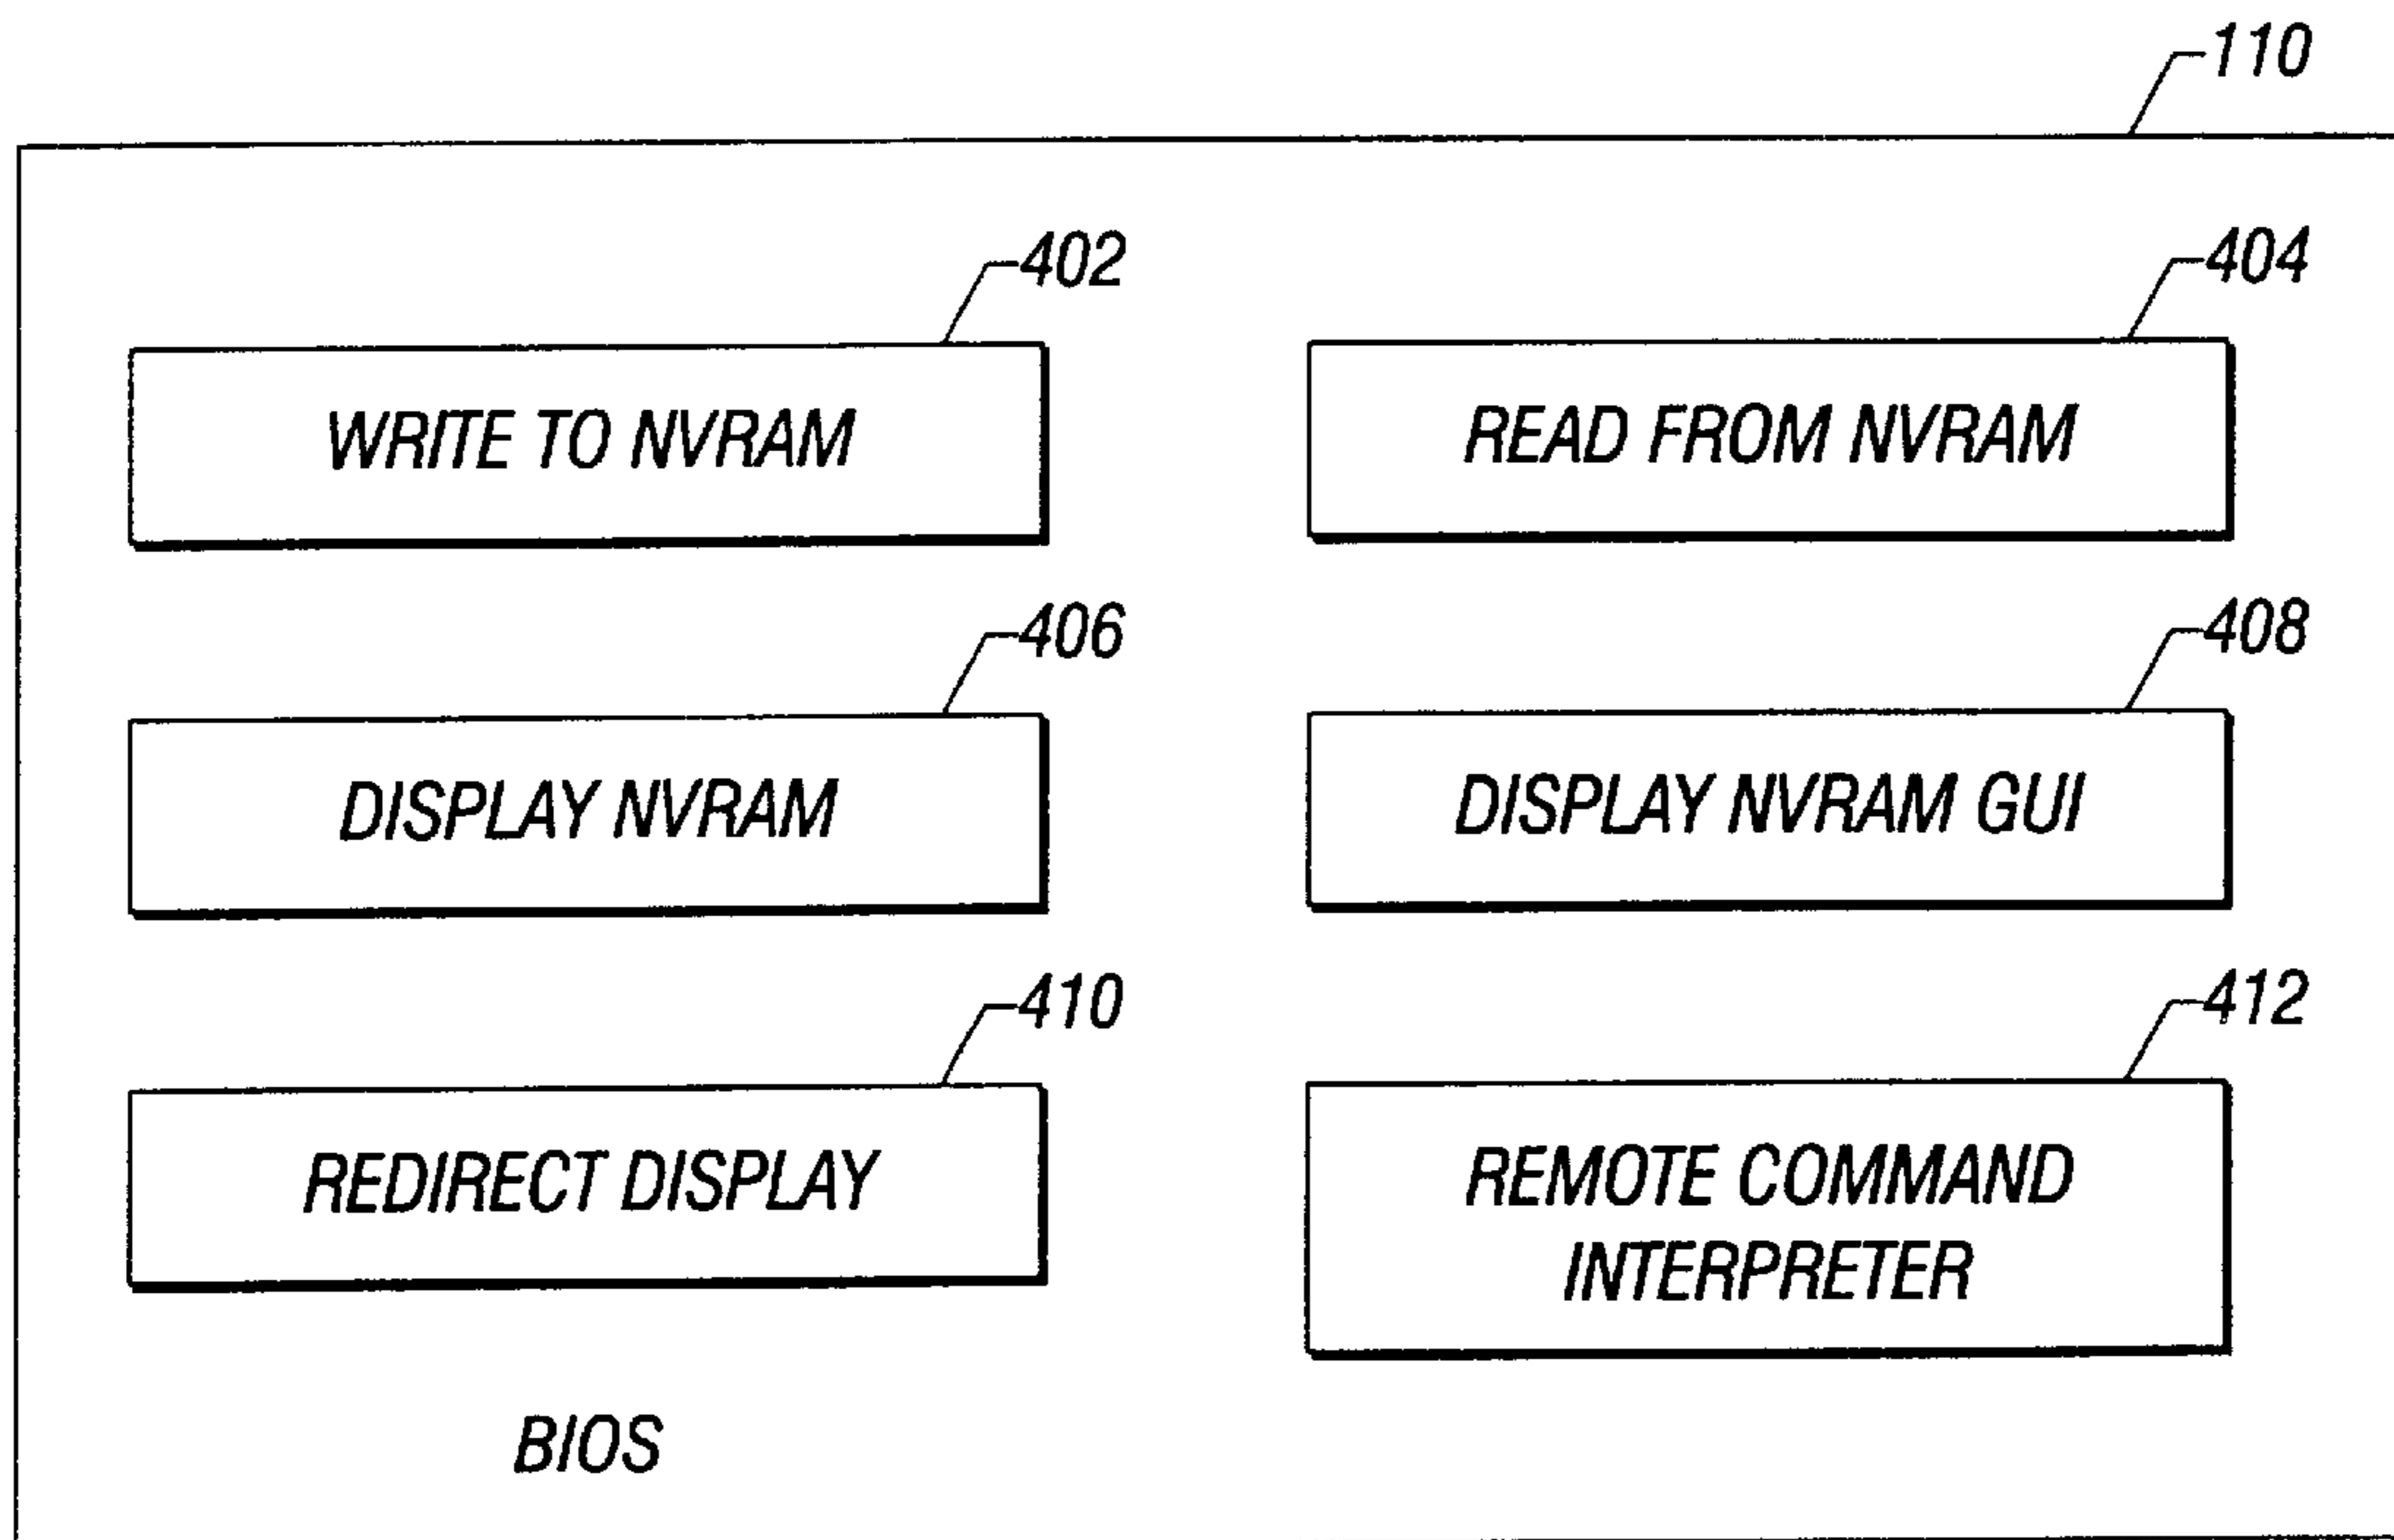 110
402
404
WRITE TO NVRAM
READ FROM NVRAM
406
408
DISPLAY NVRAM
DISPLAY NVRAM GUI
410
412
REDIRECT DISPLAY
REMOTE COMMAND
INTERPRETER
BIOS